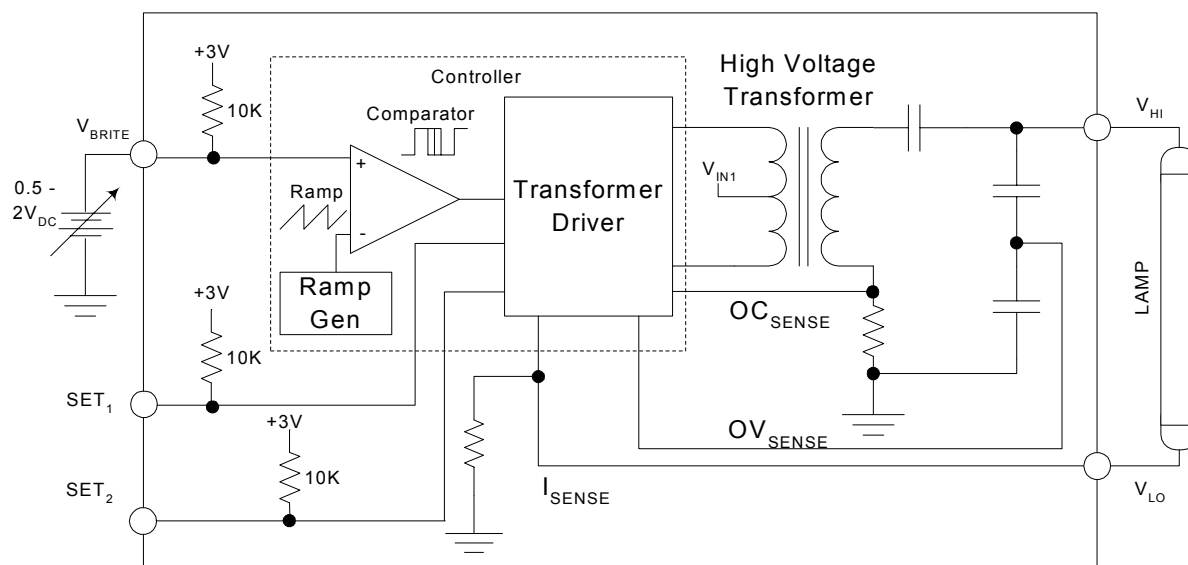 +3V
10K
V_BRITE
0.5 -
2V_DC
Controller
Comparator
Ramp
+
-
Ramp
Gen
Transformer
Driver
High Voltage
Transformer
V_IN1
V_HI
LAMP
OC_SENSE
OV_SENSE
I_SENSE
V_LO
+3V
10K
SET_1
+3V
10K
SET_2